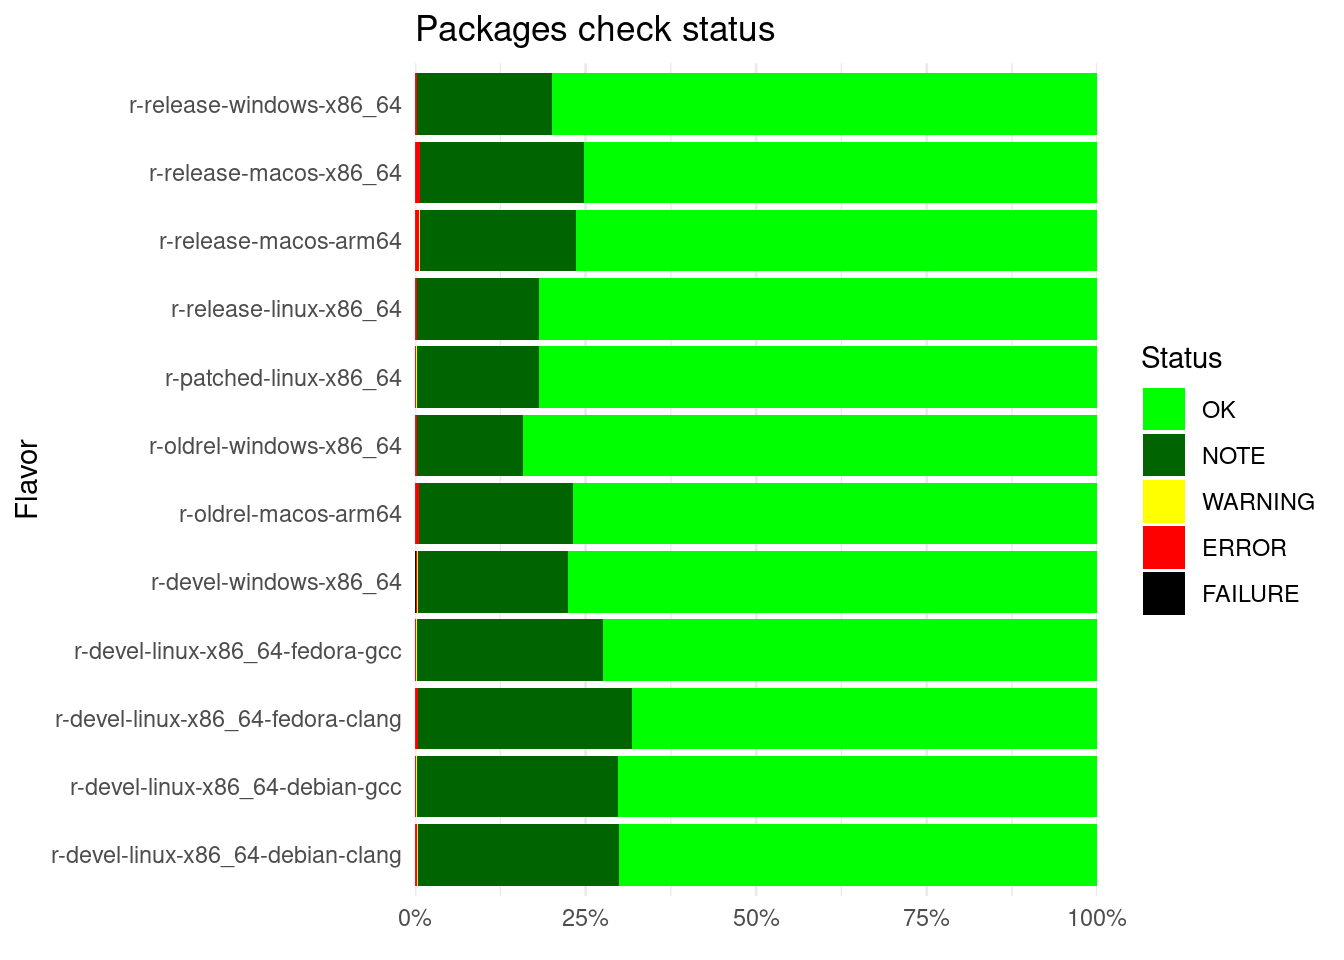 Packages check status
Flavor
r-release-windows-x86_64
r-release-macos-x86_64
r-release-macos-arm64
r-release-linux-x86_64
r-patched-linux-x86_64
r-oldrel-windows-x86_64
r-oldrel-macos-arm64
r-devel-windows-x86_64
r-devel-linux-x86_64-fedora-gcc
r-devel-linux-x86_64-fedora-clang
r-devel-linux-x86_64-debian-gcc
r-devel-linux-x86_64-debian-clang
0% 25% 50% 75% 100%
Status
OK
NOTE
WARNING
ERROR
FAILURE